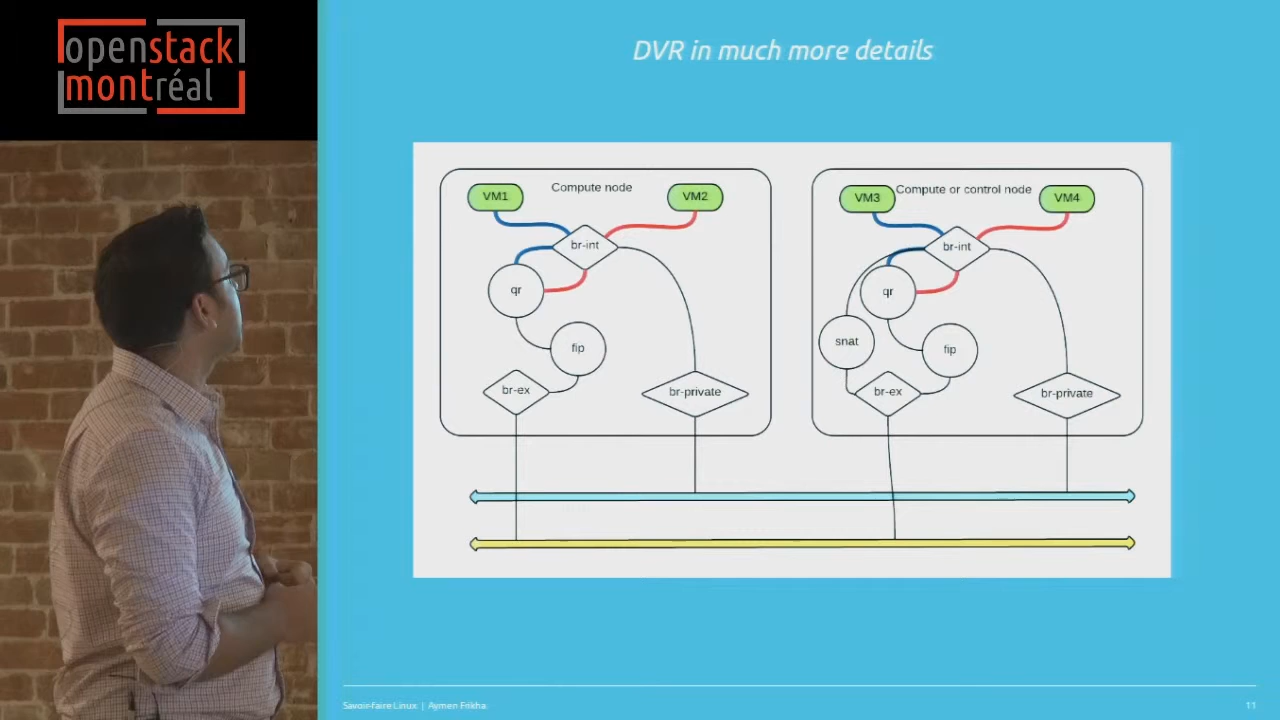 openstack
montréal
DVR in much more details
Compute node
VM1
VM2
br-int
qr
fip
br-ex
br-private
Compute or control node
VM3
VM4
br-int
qr
snat
fip
br-ex
br-private
Savoir-faire Linux | Aymen Frikha
11